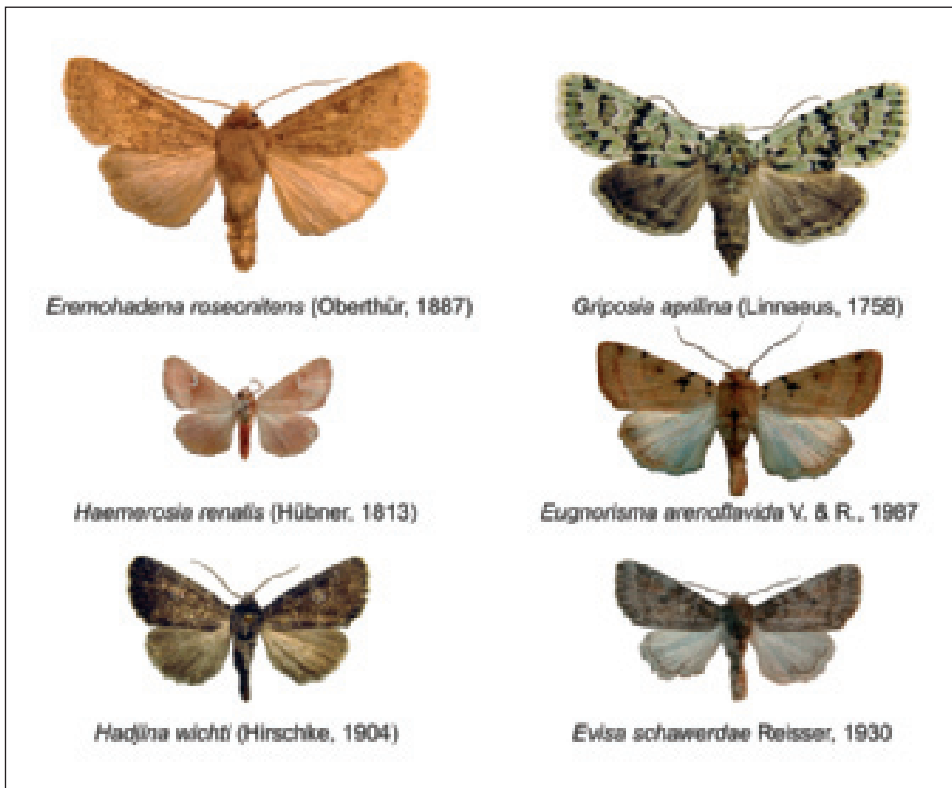 Eremohadena roseonitens (Oberthür, 1887)
Griposia aprilina (Linnaeus, 1758)
Haemerosia renalis (Hübner, 1813)
Eugnorisma arenoflavida V. & R., 1987
Hadjina wichti (Hirschke, 1904)
Evisa schawerdae Reisser, 1930